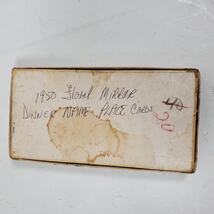 1950 Floral MIRROR
DINNER NAME PLACE CARDS
20